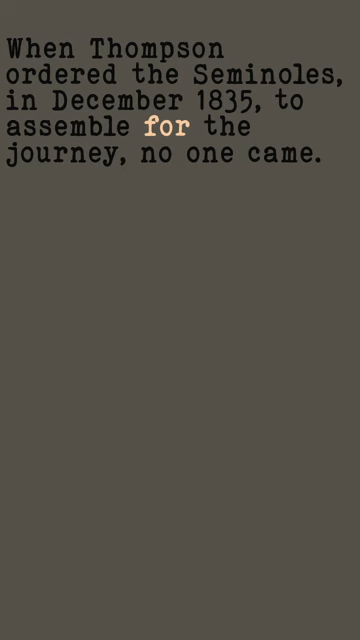 When Thompson
ordered the Seminoles,
in December 1835, to
assemble for the
journey, no one came.